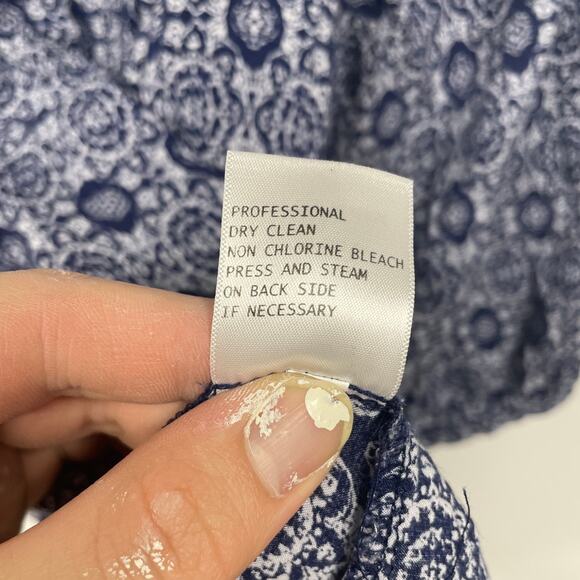 PROFESSIONAL
DRY CLEAN
NON CHLORINE BLEACH
PRESS AND STEAM
ON BACK SIDE
IF NECESSARY